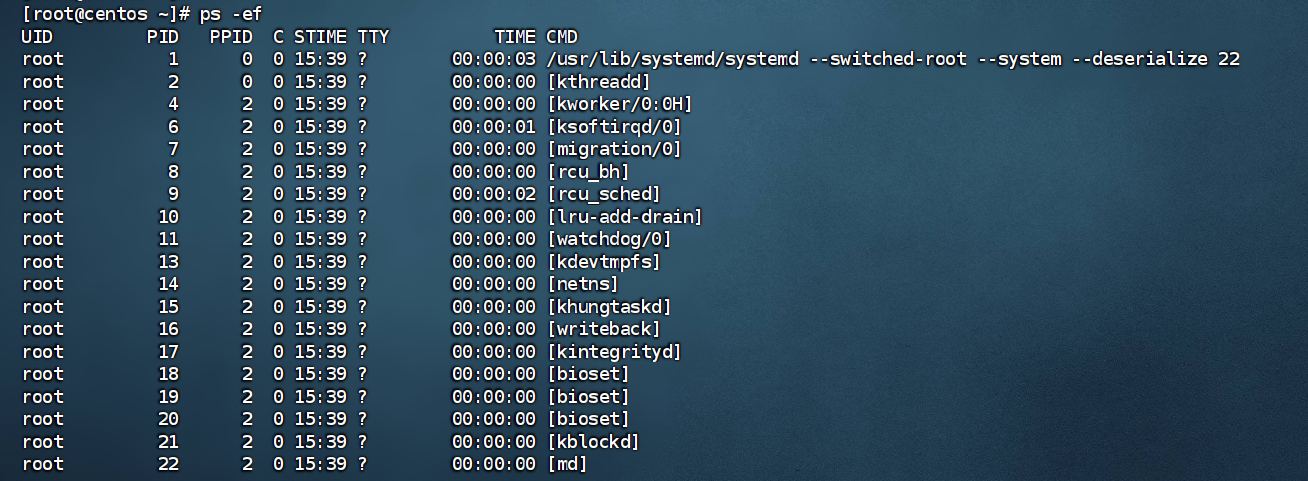 [root@centos ~]# ps -ef
UID         PID   PPID  C STIME TTY          TIME CMD
root          1      0  0 15:39 ?        00:00:03 /usr/lib/systemd/systemd --switched-root --system --deserialize 22
root          2      0  0 15:39 ?        00:00:00 [kthreadd]
root          4      2  0 15:39 ?        00:00:00 [kworker/0:0H]
root          6      2  0 15:39 ?        00:00:01 [ksoftirqd/0]
root          7      2  0 15:39 ?        00:00:00 [migration/0]
root          8      2  0 15:39 ?        00:00:00 [rcu_bh]
root          9      2  0 15:39 ?        00:00:02 [rcu_sched]
root         10      2  0 15:39 ?        00:00:00 [lru-add-drain]
root         11      2  0 15:39 ?        00:00:00 [watchdog/0]
root         13      2  0 15:39 ?        00:00:00 [kdevtmpfs]
root         14      2  0 15:39 ?        00:00:00 [netns]
root         15      2  0 15:39 ?        00:00:00 [khungtaskd]
root         16      2  0 15:39 ?        00:00:00 [writeback]
root         17      2  0 15:39 ?        00:00:00 [kintegrityd]
root         18      2  0 15:39 ?        00:00:00 [bioset]
root         19      2  0 15:39 ?        00:00:00 [bioset]
root         20      2  0 15:39 ?        00:00:00 [bioset]
root         21      2  0 15:39 ?        00:00:00 [kblockd]
root         22      2  0 15:39 ?        00:00:00 [md]